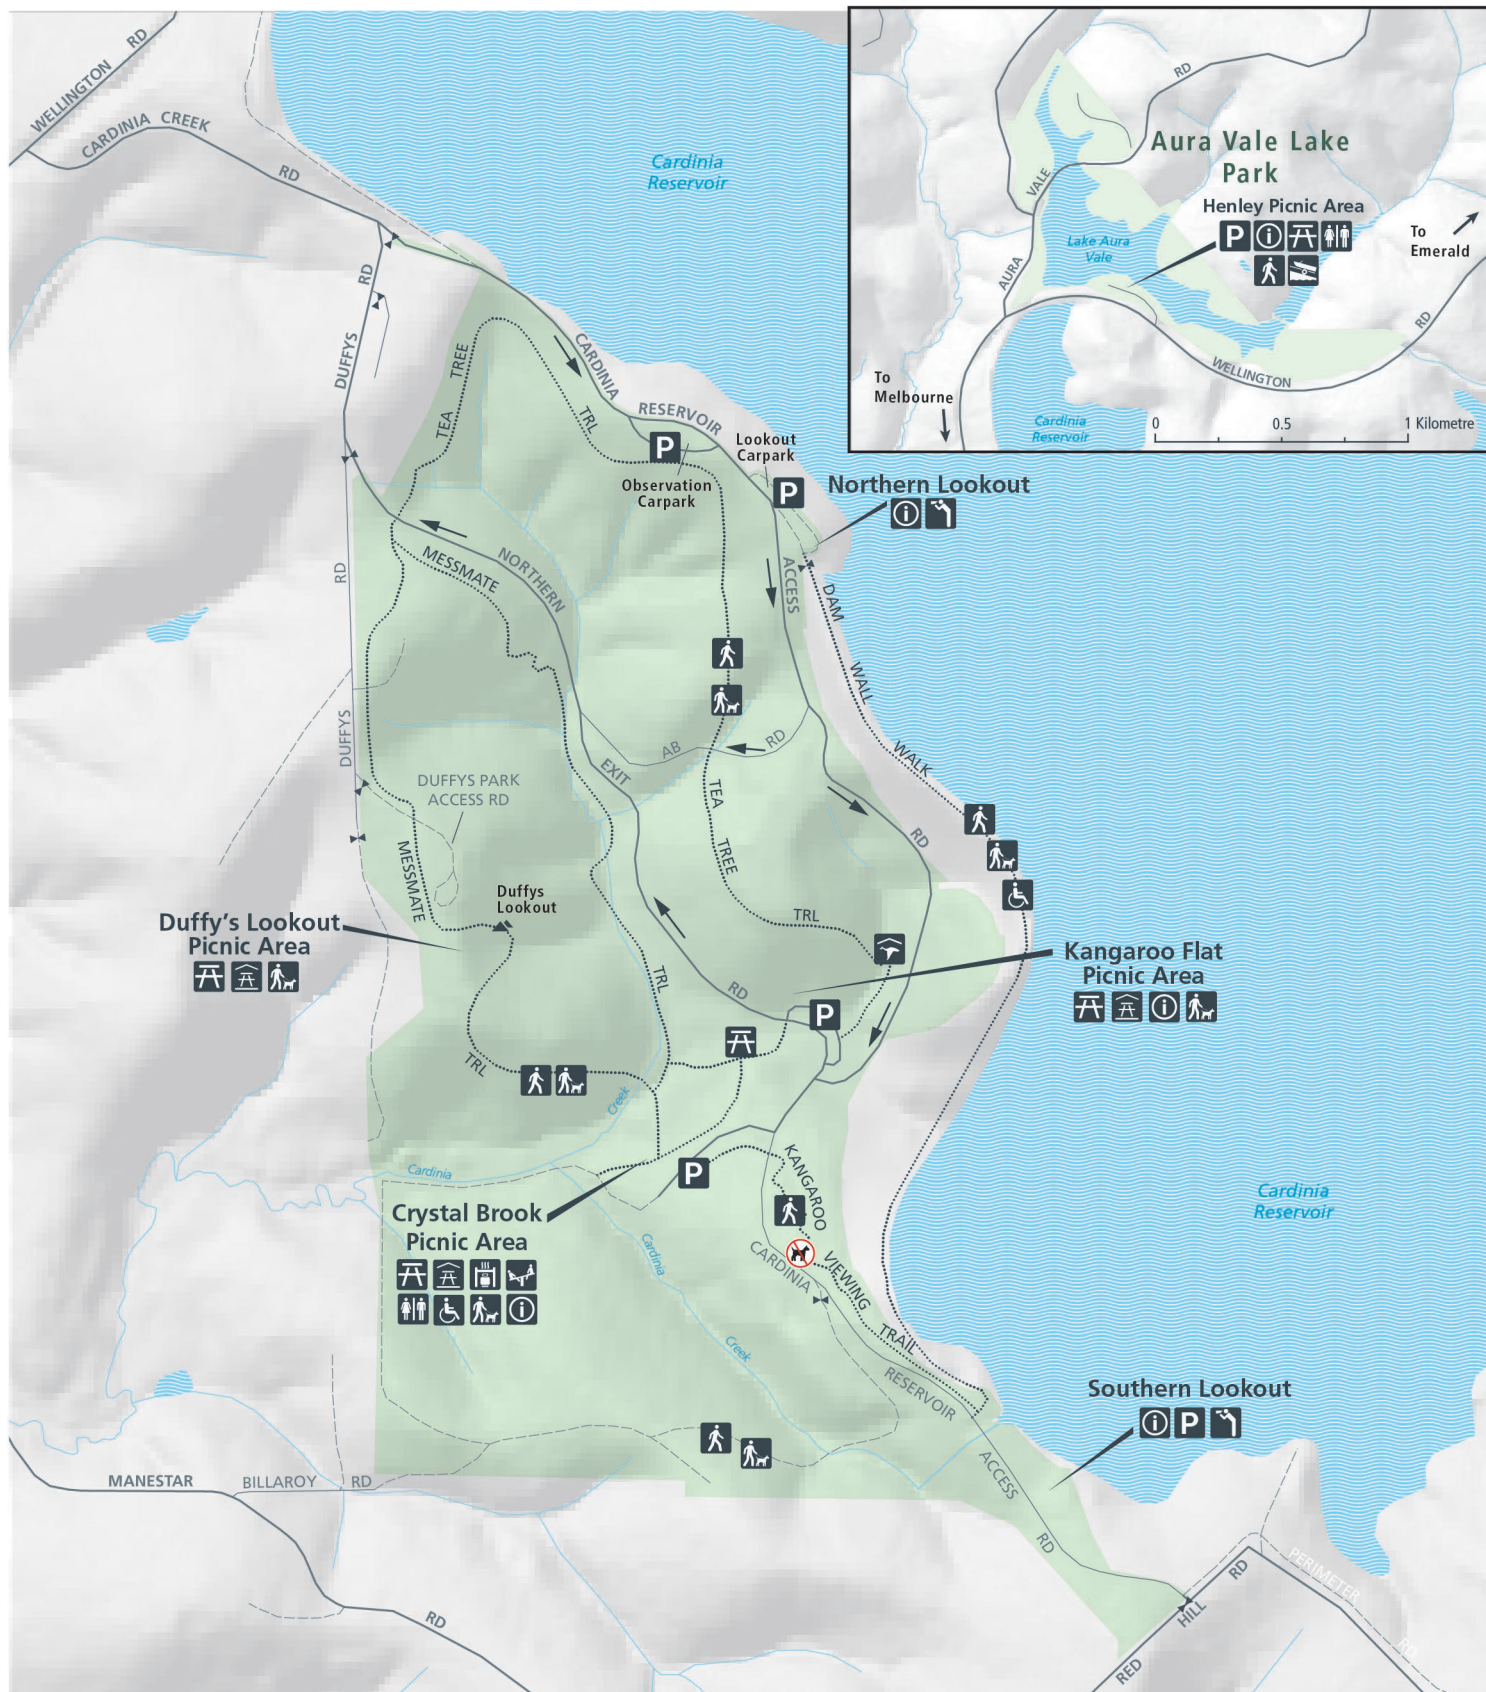 WELLINGTON RD
CARDINIA CREEK
RD
Cardinia
Reservoir
RD
Aura Vale Lake
Park
VALE
Henley Picnic Area
P
i
Lake Aura
Vale
To
Emerald
AURA
RD
WELLINGTON
To
Melbourne
Cardinia
Reservoir
0
0.5
1 Kilometre
RD
DUFFYS
TREE
TEA
TRL
CARDINIA
RESERVOIR
P
Lookout
Carpark
Observation
Carpark
P
Northern Lookout
i
NORTHERN
MESSMATE
ACCESS
RD
DAM
WALL
WALK
DUFFYS
AB
RD
EXIT
DUFFYS PARK
ACCESS RD
TEA
TREE
RD
MESSMATE
Duffys
Lookout
TRL
Duffy's Lookout
Picnic Area
Kangaroo Flat
Picnic Area
i
TRL
RD
P
TRL
Creek
Cardinia
P
KANGAROO
VIEWING
TRAIL
Crystal Brook
Picnic Area
i
Cardinia
Creek
CARDINIA
RESERVOIR
ACCESS
RD
Cardinia
Reservoir
Southern Lookout
i
P
MANESTAR
BILLAROY
RD
RD
RED
HILL
RD
PERIMETER
RD